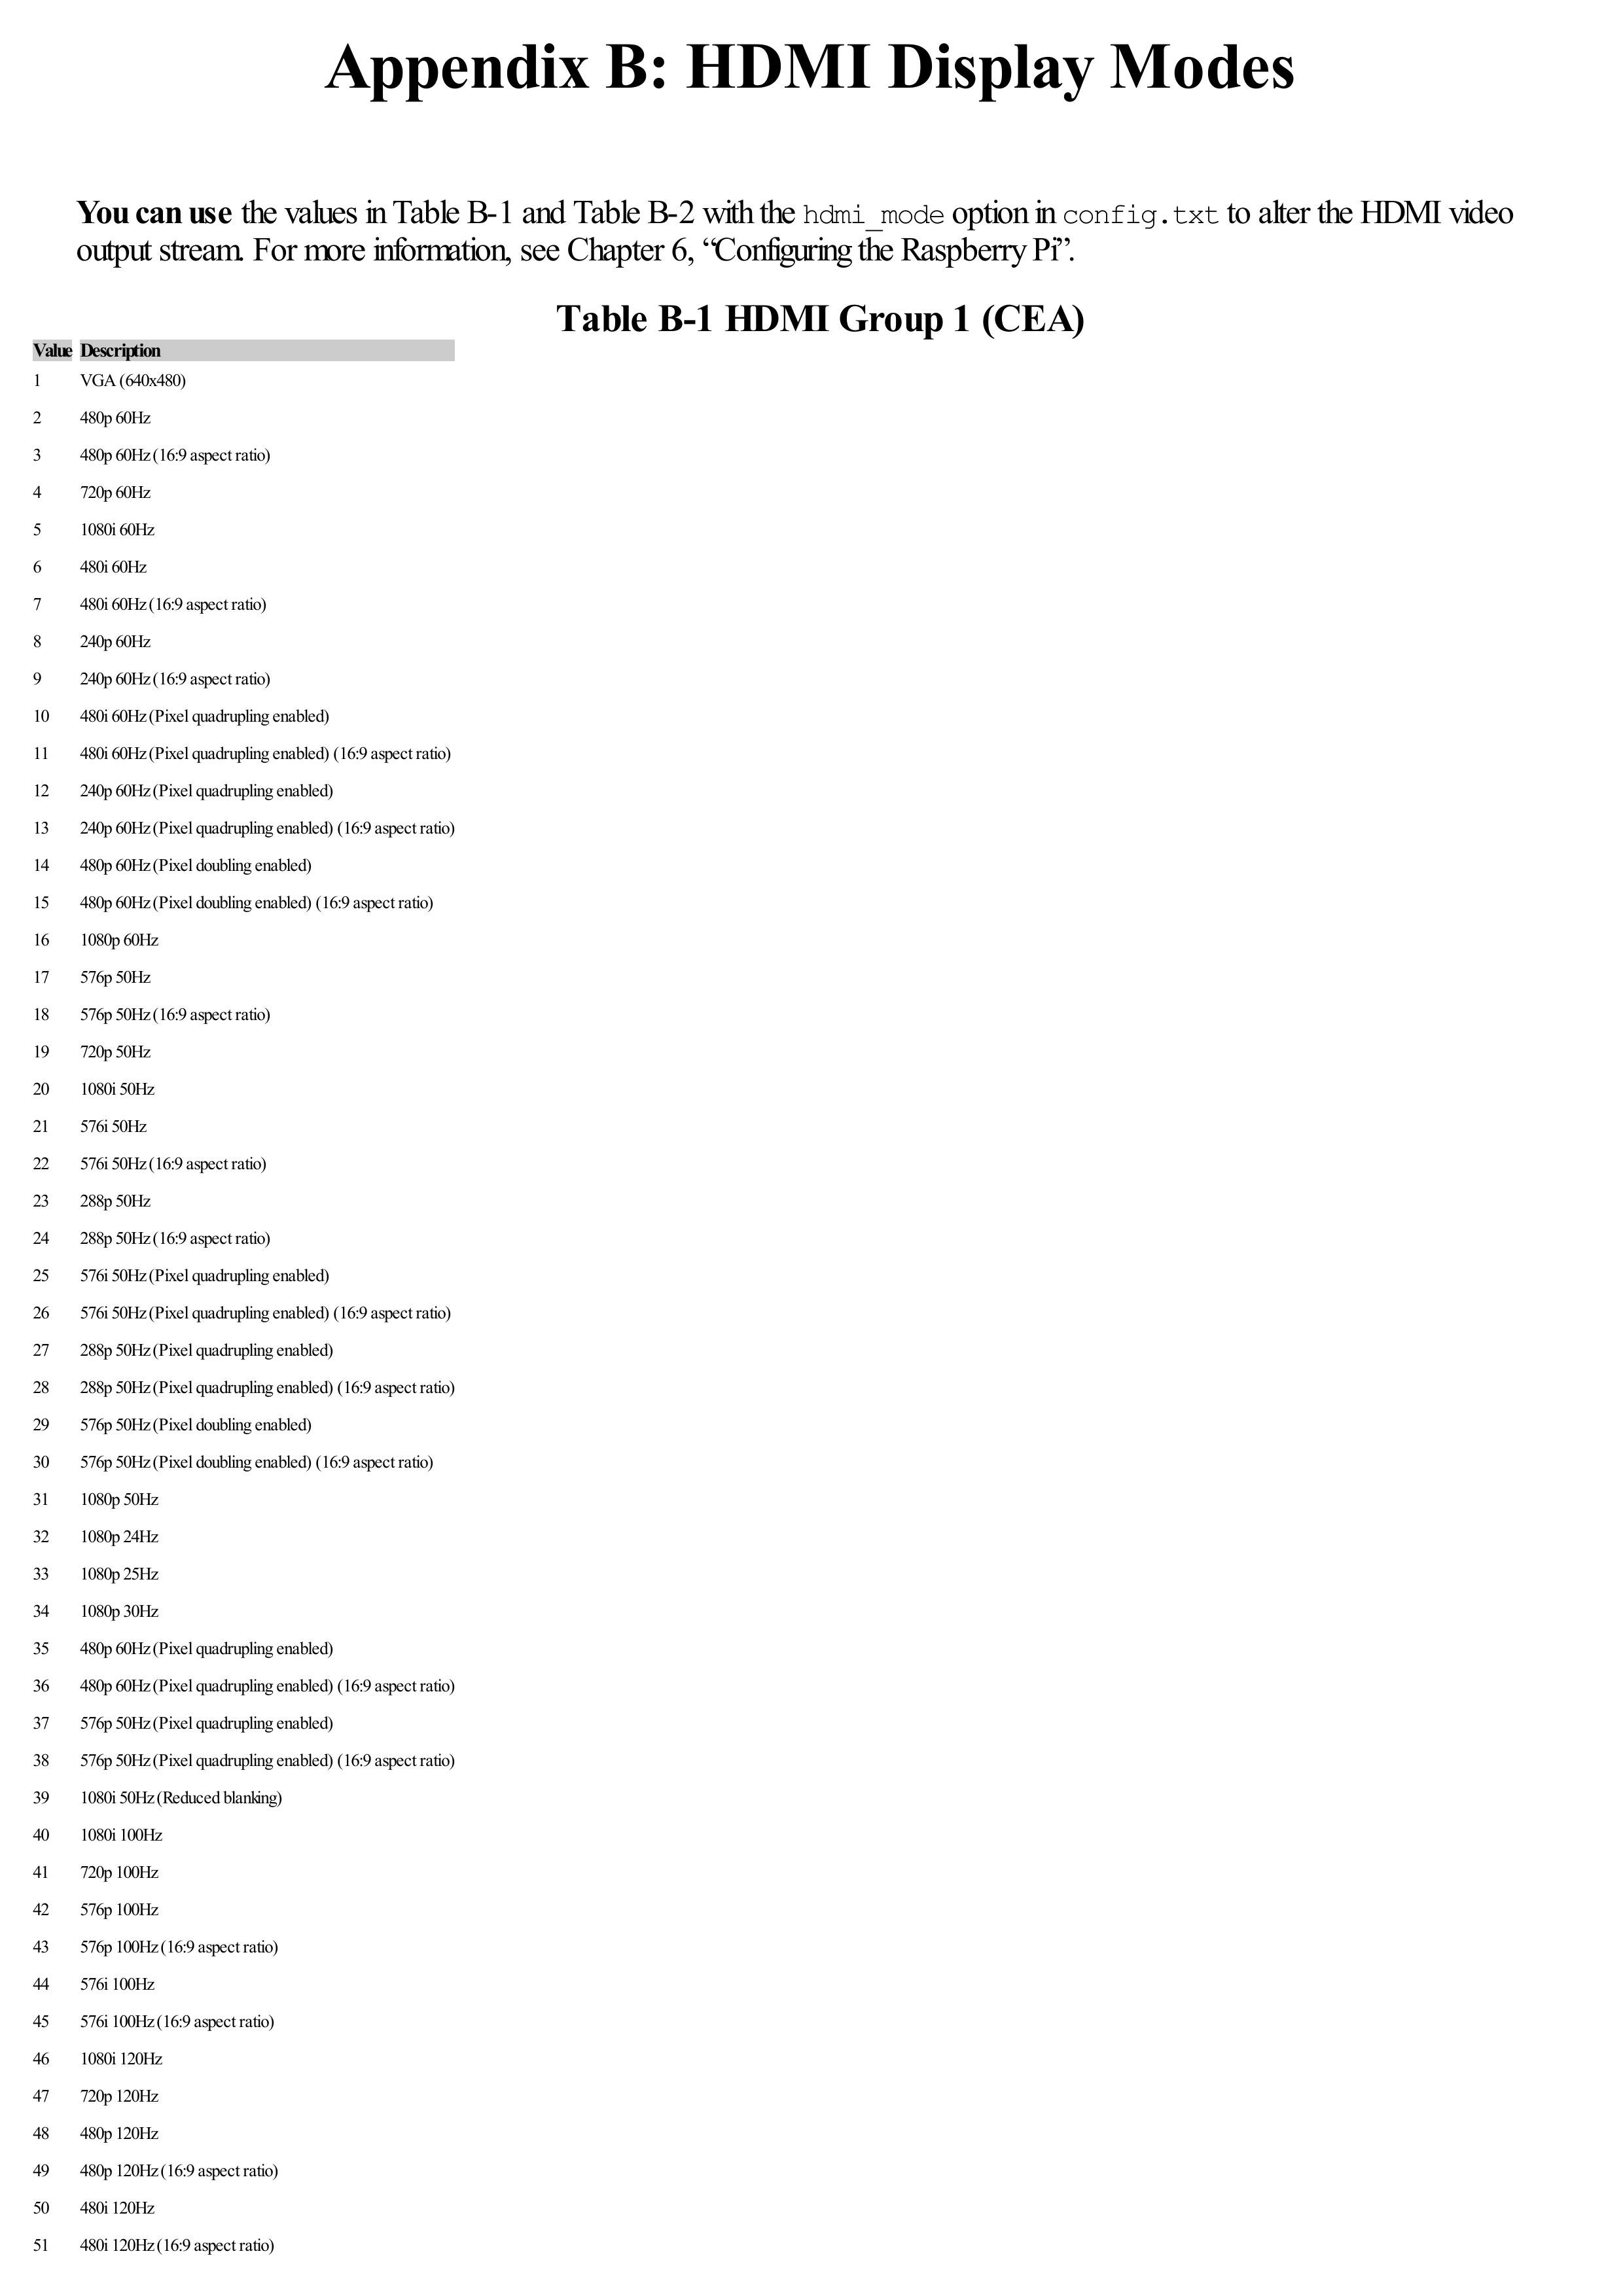 Appendix B: HDMI Display Modes
You can use the values in Table B-1 and Table B-2 with the hdmi_mode option in config.txt to alter the HDMI video
output stream. For more information, see Chapter 6, “Configuring the Raspberry Pi”.
Table B-1 HDMI Group 1 (CEA)
Value Description
1 VGA (640x480)
2 480p 60Hz
3 480p 60Hz (16:9 aspect ratio)
4 720p 60Hz
5 1080i 60Hz
6 480i 60Hz
7 480i 60Hz (16:9 aspect ratio)
8 240p 60Hz
9 240p 60Hz (16:9 aspect ratio)
10 480i 60Hz (Pixel quadrupling enabled)
11 480i 60Hz (Pixel quadrupling enabled) (16:9 aspect ratio)
12 240p 60Hz (Pixel quadrupling enabled)
13 240p 60Hz (Pixel quadrupling enabled) (16:9 aspect ratio)
14 480p 60Hz (Pixel doubling enabled)
15 480p 60Hz (Pixel doubling enabled) (16:9 aspect ratio)
16 1080p 60Hz
17 576p 50Hz
18 576p 50Hz (16:9 aspect ratio)
19 720p 50Hz
20 1080i 50Hz
21 576i 50Hz
22 576i 50Hz (16:9 aspect ratio)
23 288p 50Hz
24 288p 50Hz (16:9 aspect ratio)
25 576i 50Hz (Pixel quadrupling enabled)
26 576i 50Hz (Pixel quadrupling enabled) (16:9 aspect ratio)
27 288p 50Hz (Pixel quadrupling enabled)
28 288p 50Hz (Pixel quadrupling enabled) (16:9 aspect ratio)
29 576p 50Hz (Pixel doubling enabled)
30 576p 50Hz (Pixel doubling enabled) (16:9 aspect ratio)
31 1080p 50Hz
32 1080p 24Hz
33 1080p 25Hz
34 1080p 30Hz
35 480p 60Hz (Pixel quadrupling enabled)
36 480p 60Hz (Pixel quadrupling enabled) (16:9 aspect ratio)
37 576p 50Hz (Pixel quadrupling enabled)
38 576p 50Hz (Pixel quadrupling enabled) (16:9 aspect ratio)
39 1080i 50Hz (Reduced blanking)
40 1080i 100Hz
41 720p 100Hz
42 576p 100Hz
43 576p 100Hz (16:9 aspect ratio)
44 576i 100Hz
45 576i 100Hz (16:9 aspect ratio)
46 1080i 120Hz
47 720p 120Hz
48 480p 120Hz
49 480p 120Hz (16:9 aspect ratio)
50 480i 120Hz
51 480i 120Hz (16:9 aspect ratio)